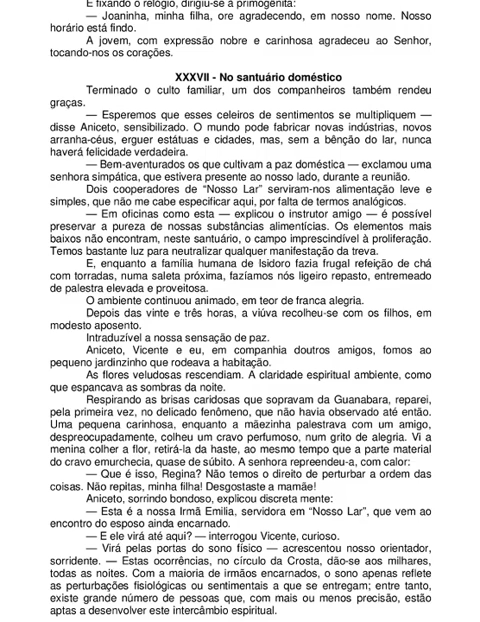 E fixando o relógio, dirigiu-se à primogênita:
— Joaninha, minha filha, ore agradecendo, em nosso nome. Nosso
horário está findo.
A jovem, com expressão nobre e carinhosa agradeceu ao Senhor,
tocando-nos os corações.
XXXVII - No santuário doméstico
Terminado o culto familiar, um dos companheiros também rendeu
graças.
— Esperemos que esses celeiros de sentimentos se multipliquem —
disse Aniceto, sensibilizado. O mundo pode fabricar novas indústrias, novos
arranha-céus, erguer estátuas e cidades, mas, sem a bênção do lar, nunca
haverá felicidade verdadeira.
— Bem-aventurados os que cultivam a paz doméstica — exclamou uma
senhora simpática, que estivera presente ao nosso lado, durante a reunião.
Dois cooperadores de “Nosso Lar” serviram-nos alimentação leve e
simples, que não me cabe especificar aqui, por falta de termos analógicos.
— Em oficinas como esta — explicou o instrutor amigo — é possível
preservar a pureza de nossas substâncias alimentícias. Os elementos mais
baixos não encontram, neste santuário, o campo imprescindível à proliferação.
Temos bastante luz para neutralizar qualquer manifestação da treva.
E, enquanto a família humana de Isidoro fazia frugal refeição de chá
com torradas, numa saleta próxima, fazíamos nós ligeiro repasto, entremeado
de palestra elevada e proveitosa.
O ambiente continuou animado, em teor de franca alegria.
Depois das vinte e três horas, a viúva recolheu-se com os filhos, em
modesto aposento.
Intraduzível a nossa sensação de paz.
Aniceto, Vicente e eu, em companhia doutros amigos, fomos ao
pequeno jardinzinho que rodeava a habitação.
As flores veludosas rescendiam. A claridade espiritual ambiente, como
que espancava as sombras da noite.
Respirando as brisas caridosas que sopravam da Guanabara, reparei,
pela primeira vez, no delicado fenômeno, que não havia observado até então.
Uma pequena carinhosa, enquanto a mãezinha palestrava com um amigo,
despreocupadamente, colheu um cravo perfumoso, num grito de alegria. Vi a
menina colher a flor, retirá-la da haste, ao mesmo tempo que a parte material
do cravo emurchecia, quase de súbito. A senhora repreendeu-a, com calor:
— Que é isso, Regina? Não temos o direito de perturbar a ordem das
coisas. Não repitas, minha filha! Desgostaste a mamãe!
Aniceto, sorrindo bondoso, explicou discreta mente:
— Esta é a nossa Irmã Emilia, servidora em “Nosso Lar”, que vem ao
encontro do esposo ainda encarnado.
— E ele virá até aqui? — interrogou Vicente, curioso.
— Virá pelas portas do sono físico — acrescentou nosso orientador,
sorridente. — Estas ocorrências, no círculo da Crosta, dão-se aos milhares,
todas as noites. Com a maioria de irmãos encarnados, o sono apenas reflete
as perturbações fisiológicas ou sentimentais a que se entregam; entre tanto,
existe grande número de pessoas que, com mais ou menos precisão, estão
aptas a desenvolver este intercâmbio espiritual.